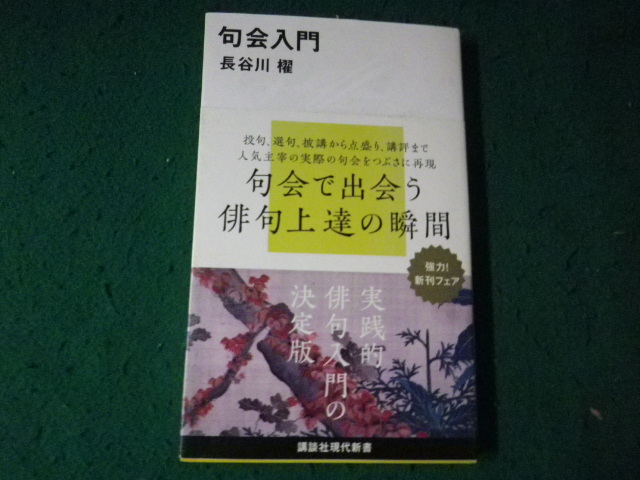 句会入門
長谷川 櫂
投句、選句、披講から点盛り、講評まで
人気主宰の実際の句会をつぶさに再現
句会で出会う
俳句上達の瞬間
強力!
新刊フェア
実践的
俳句入門の
決定版
講談社現代新書